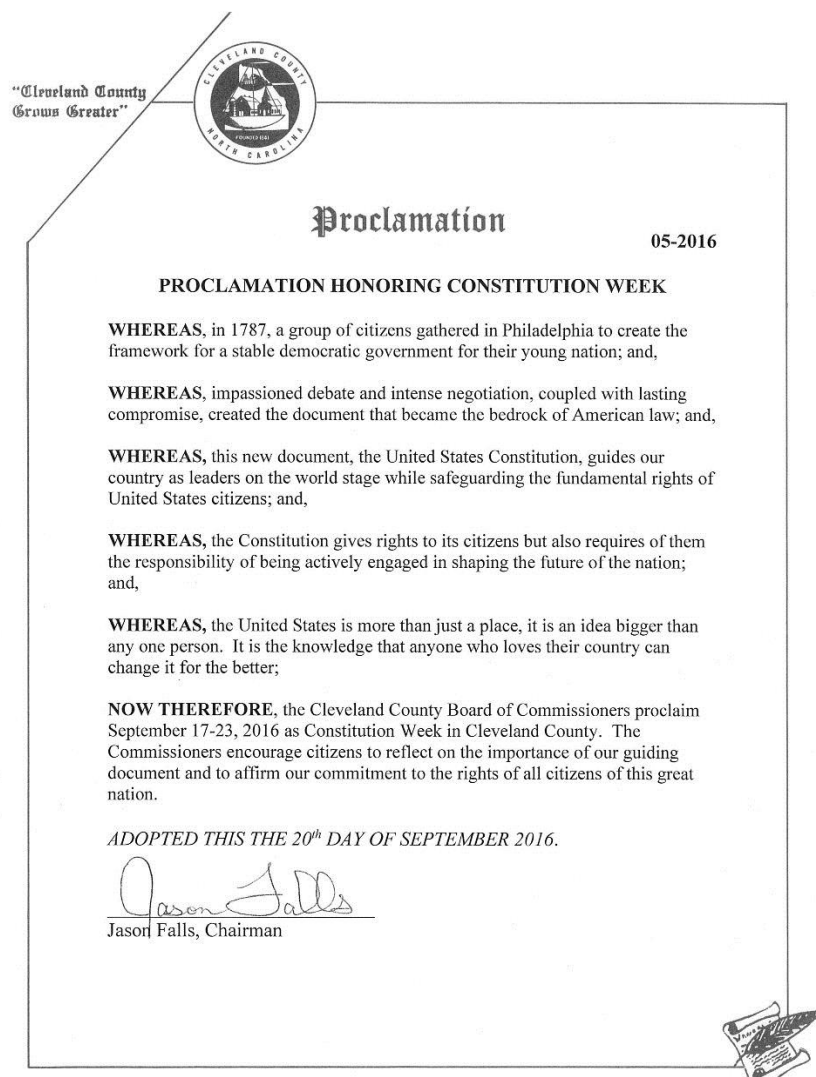 "Cleveland County
Grows Greater"
CLEVELAND COUNTY
NORTH CAROLINA
Proclamation
05-2016
PROCLAMATION HONORING CONSTITUTION WEEK
WHEREAS, in 1787, a group of citizens gathered in Philadelphia to create the
framework for a stable democratic government for their young nation; and,
WHEREAS, impassioned debate and intense negotiation, coupled with lasting
compromise, created the document that became the bedrock of American law; and,
WHEREAS, this new document, the United States Constitution, guides our
country as leaders on the world stage while safeguarding the fundamental rights of
United States citizens; and,
WHEREAS, the Constitution gives rights to its citizens but also requires of them
the responsibility of being actively engaged in shaping the future of the nation;
and,
WHEREAS, the United States is more than just a place, it is an idea bigger than
any one person. It is the knowledge that anyone who loves their country can
change it for the better;
NOW THEREFORE, the Cleveland County Board of Commissioners proclaim
September 17-23, 2016 as Constitution Week in Cleveland County. The
Commissioners encourage citizens to reflect on the importance of our guiding
document and to affirm our commitment to the rights of all citizens of this great
nation.
ADOPTED THIS THE 20th DAY OF SEPTEMBER 2016.
Jason Falls
Jason Falls, Chairman